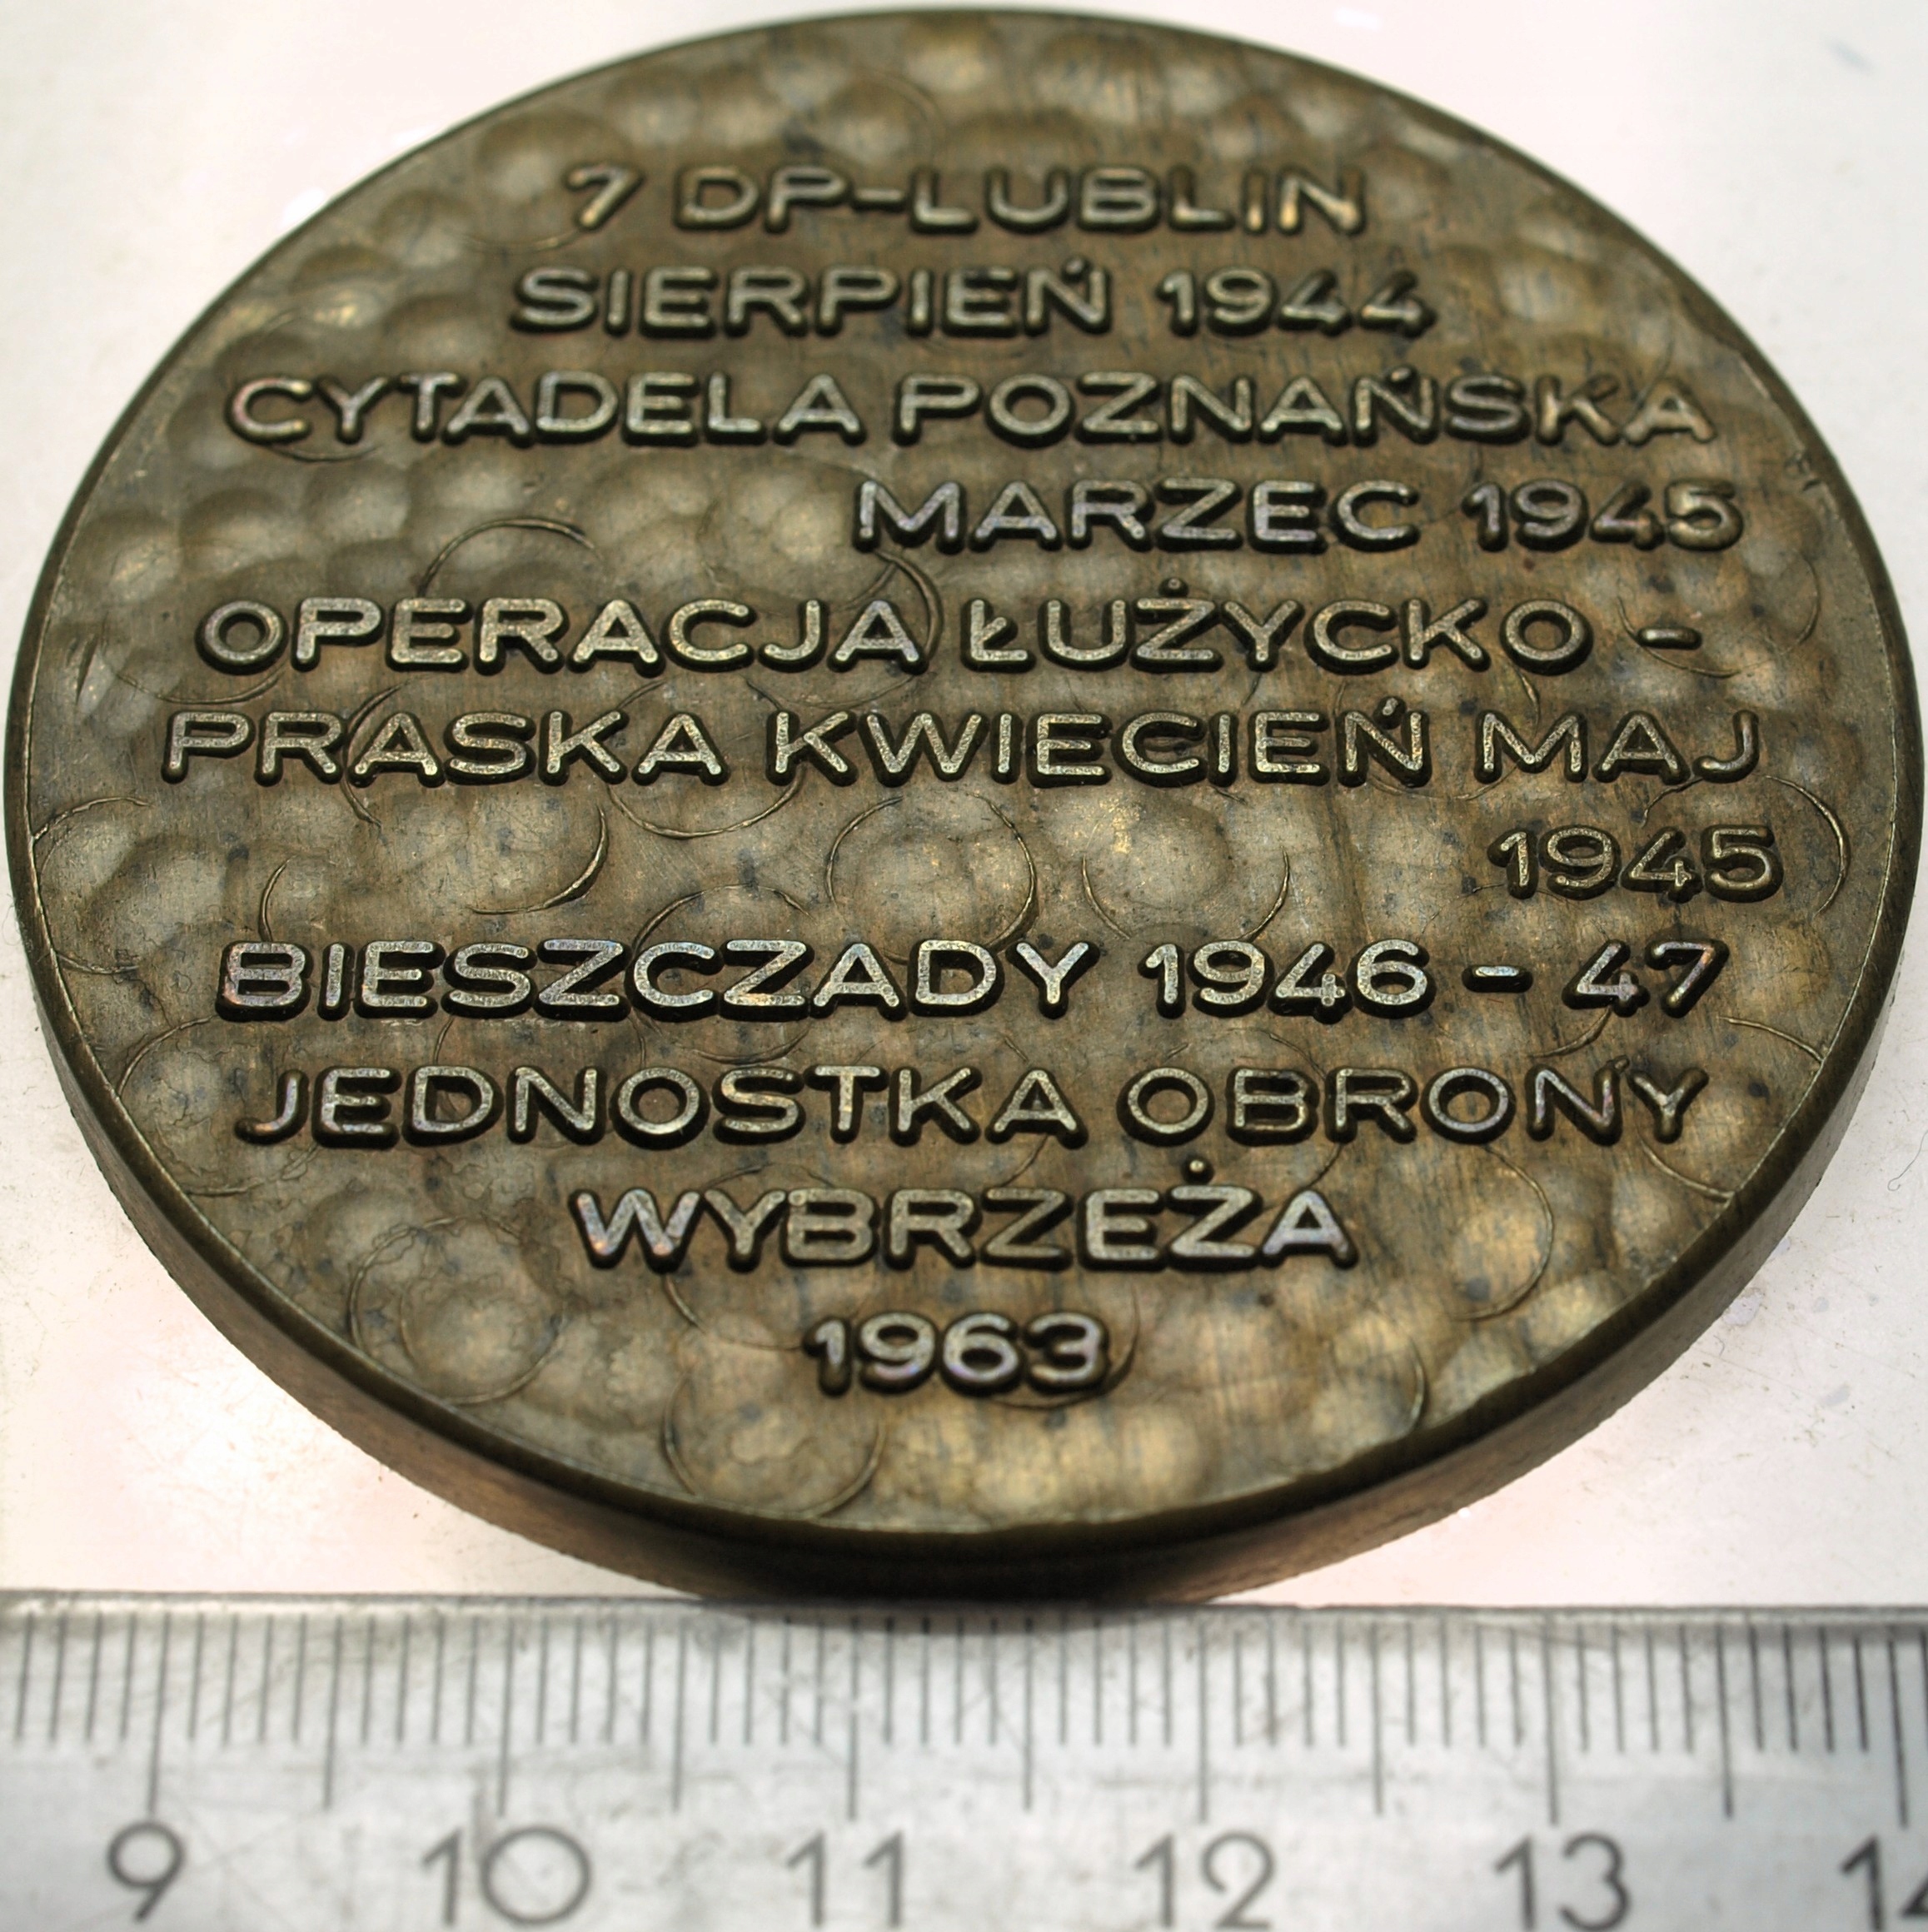 7 DP-LUBLIN
SIERPIEŃ 1944
CYTADELA POZNAŃSKA
MARZEC 1945
OPERACJA ŁUŻYCKO -
PRASKA KWIECIEŃ MAJ
1945
BIESZCZADY 1946 - 47
JEDNOSTKA OBRONY
WYBRZEŻA
1963
9 10 11 12 13 14